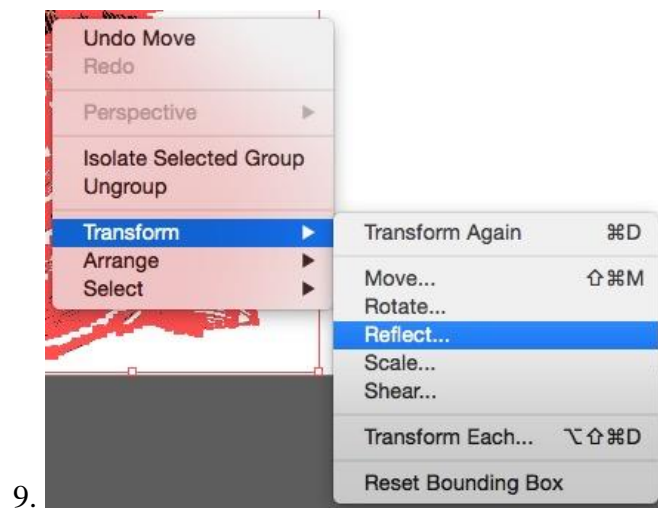 Undo Move
Redo
Perspective ▶
Isolate Selected Group
Ungroup
Transform ▶
Arrange ▶
Select ▶
Transform Again ⌘D
Move... ⇧⌘M
Rotate...
Reflect...
Scale...
Shear...
Transform Each... ⌥⇧⌘D
Reset Bounding Box
9.